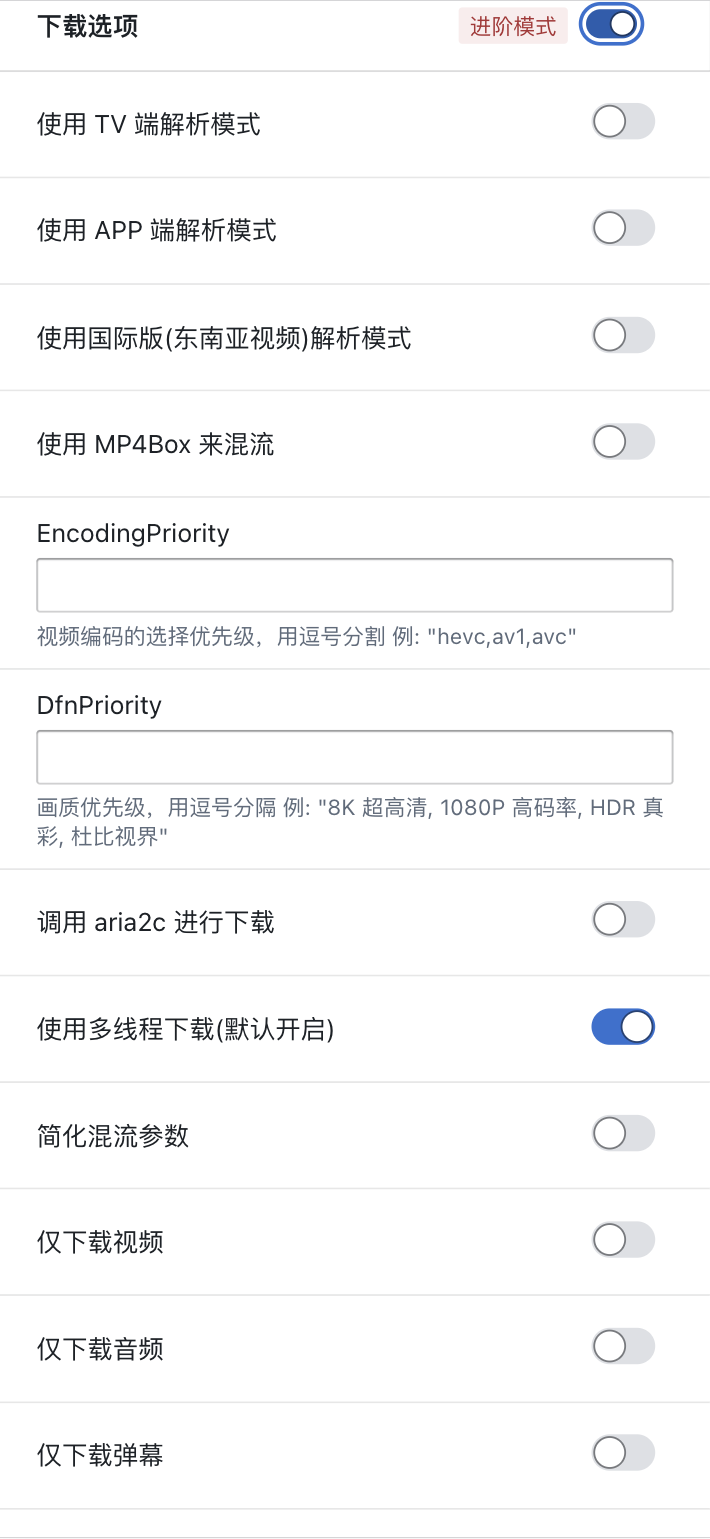 下载选项 进阶模式
使用 TV 端解析模式
使用 APP 端解析模式
使用国际版(东南亚视频)解析模式
使用 MP4Box 来混流
EncodingPriority
视频编码的选择优先级，用逗号分割 例: "hevc,av1,avc"
DfnPriority
画质优先级，用逗号分隔 例: "8K 超高清, 1080P 高码率, HDR 真
彩, 杜比视界"
调用 aria2c 进行下载
使用多线程下载(默认开启)
简化混流参数
仅下载视频
仅下载音频
仅下载弹幕